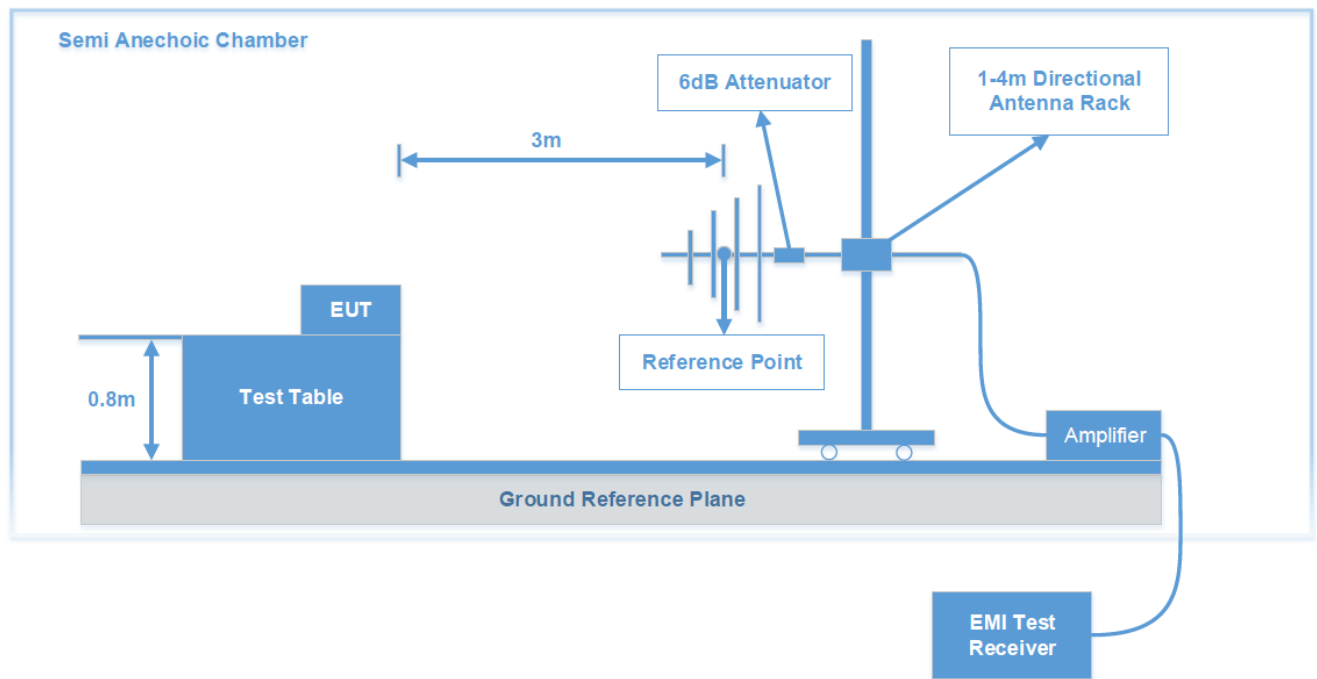 Semi Anechoic Chamber
6dB Attenuator
1-4m Directional
Antenna Rack
3m
EUT
Reference Point
0.8m
Test Table
Amplifier
Ground Reference Plane
EMI Test
Receiver